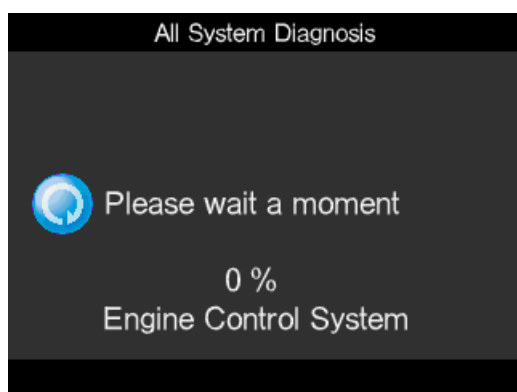 All System Diagnosis
Please wait a moment
0 %
Engine Control System